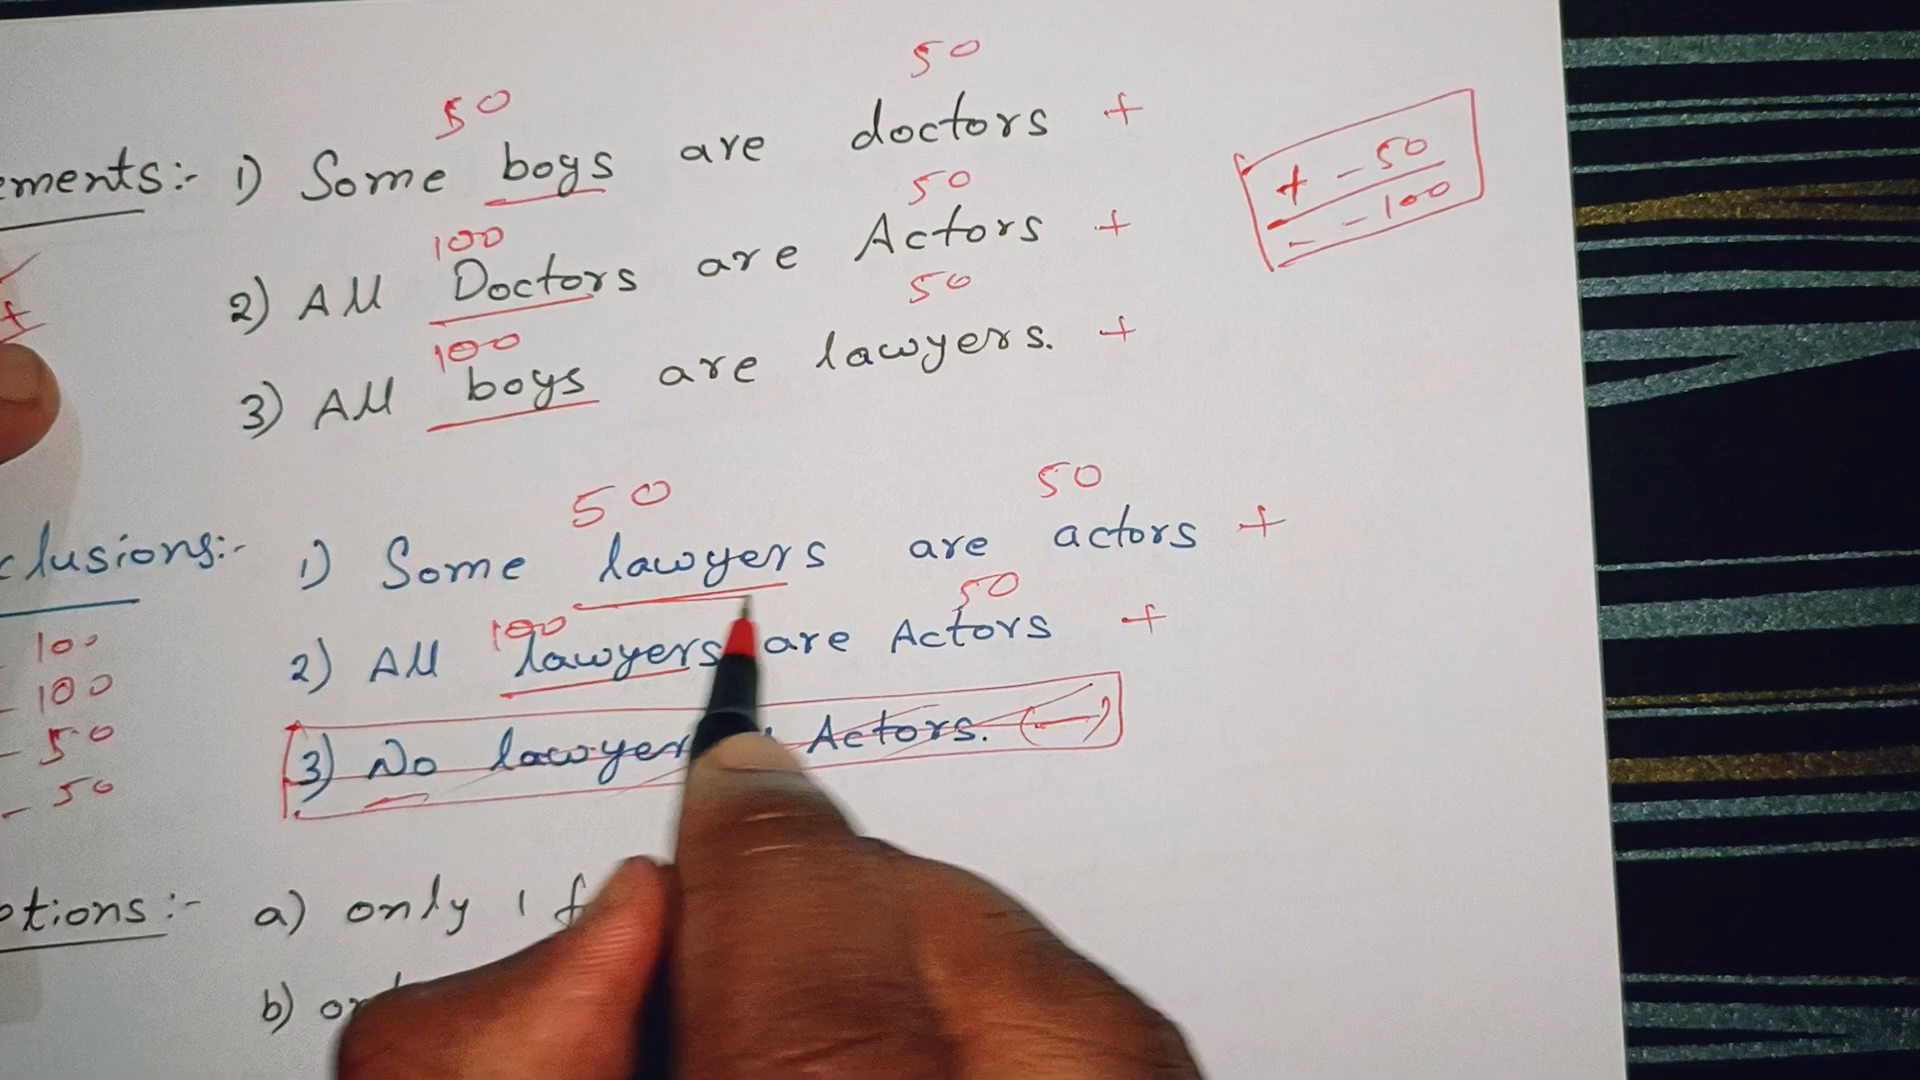 50 50
ements:- 1) Some boys are doctors +
100 50
2) All Doctors are Actors +
100 50
3) All boys are lawyers. +
+ - 50
- - 100
+
50 50
clusions:- 1) Some lawyers are actors +
100 50
2) All lawyers are Actors +
3) No Actors. (-)
100
- 100
- 50
- 50
otions:- a) only 1 f
b)